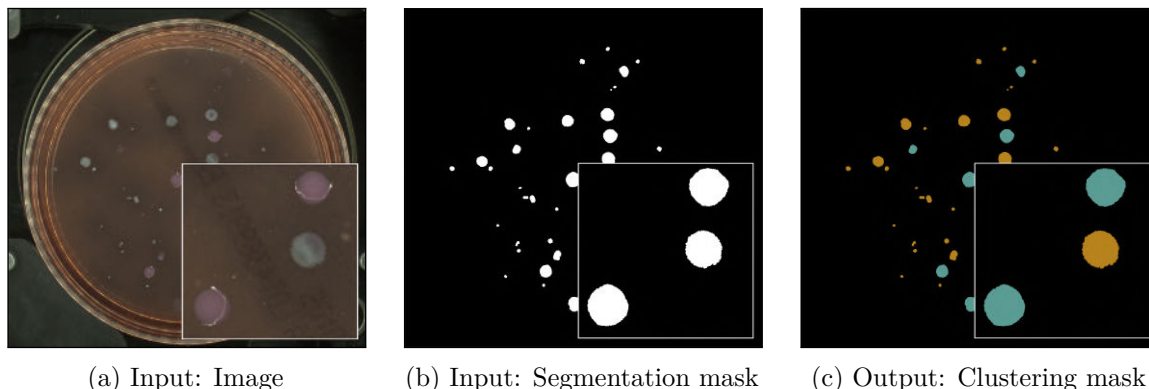 (a) Input: Image
(b) Input: Segmentation mask
(c) Output: Clustering mask